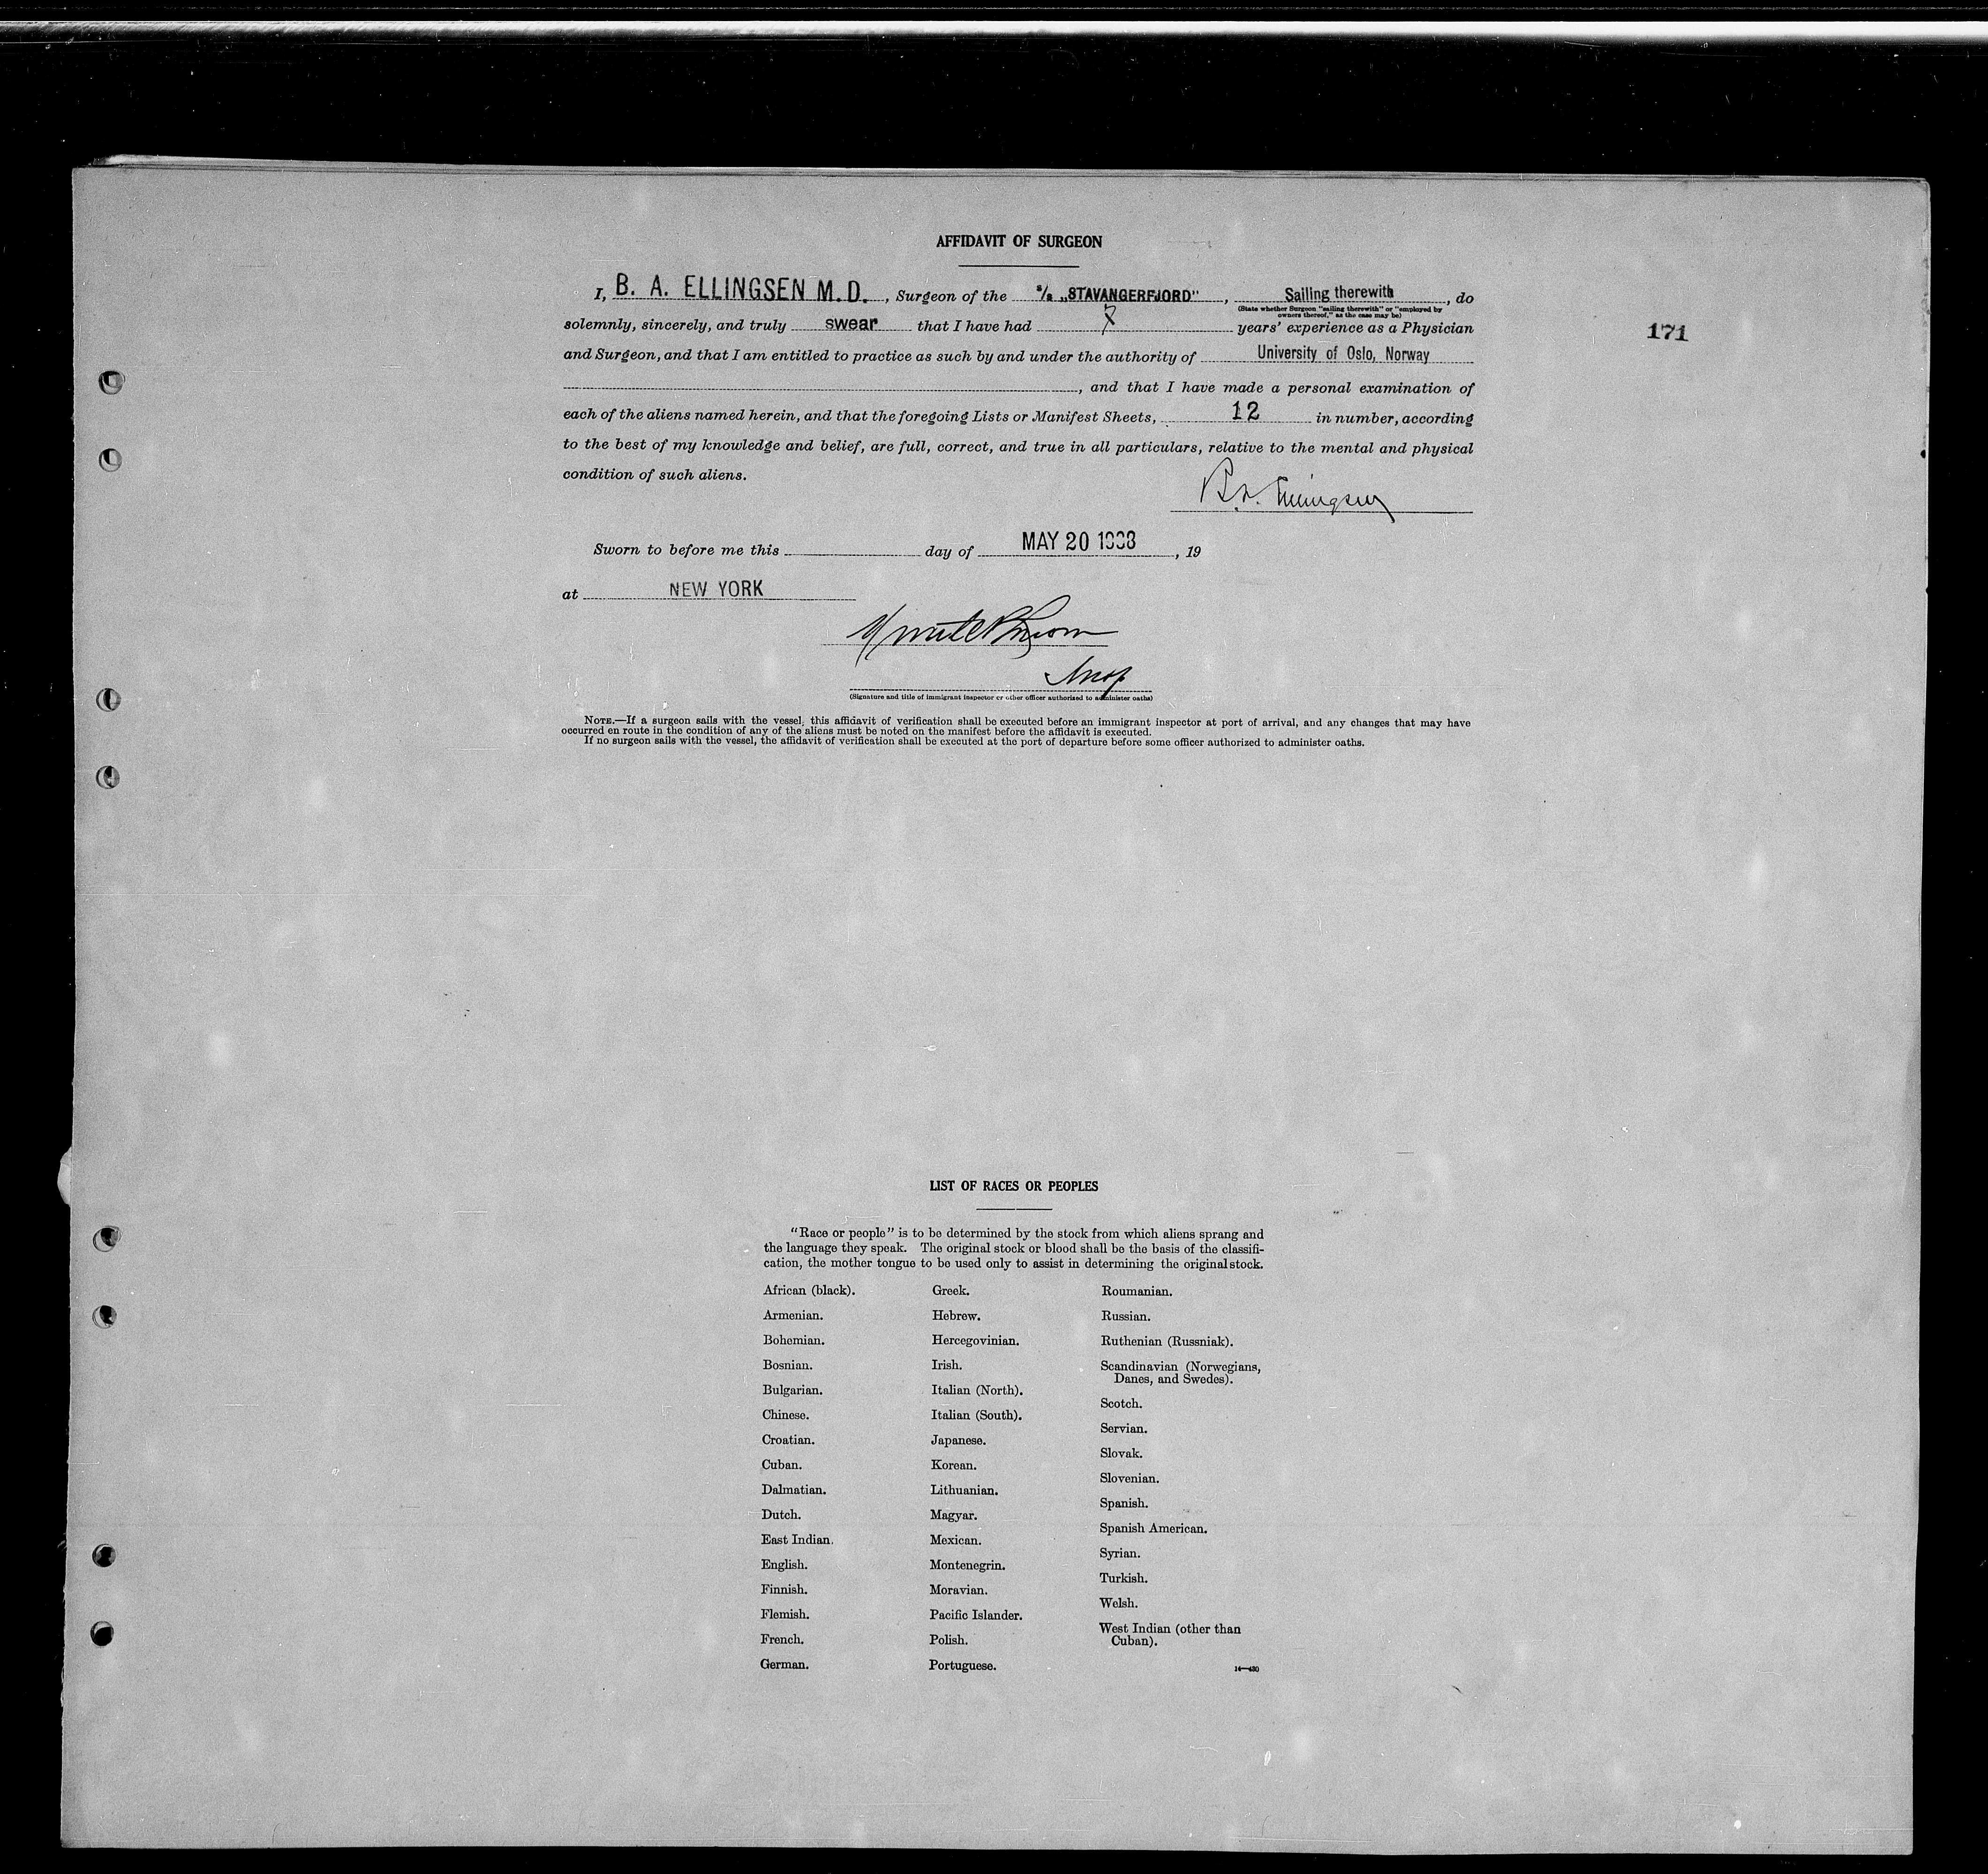 AFFIDAVIT OF SURGEON
I, B. A. ELLINGSEN M.D., Surgeon of the S/S „STAVANGERFJORD", Sailing therewith, do
(State whether Surgeon "sailing therewith" or "employed by
owners thereof," as the case may be)
solemnly, sincerely, and truly swear that I have had 7 years' experience as a Physician
171
and Surgeon, and that I am entitled to practice as such by and under the authority of University of Oslo, Norway
, and that I have made a personal examination of
each of the aliens named herein, and that the foregoing Lists or Manifest Sheets, 12 in number, according
to the best of my knowledge and belief, are full, correct, and true in all particulars, relative to the mental and physical
condition of such aliens.
B.A. Ellingsen
Sworn to before me this day of MAY 20 1938, 19
at NEW YORK
Insp
(Signature and title of immigrant inspector or other officer authorized to administer oaths)
NOTE.—If a surgeon sails with the vessel, this affidavit of verification shall be executed before an immigrant inspector at port of arrival, and any changes that may have
occurred en route in the condition of any of the aliens must be noted on the manifest before the affidavit is executed.
If no surgeon sails with the vessel, the affidavit of verification shall be executed at the port of departure before some officer authorized to administer oaths.
LIST OF RACES OR PEOPLES
"Race or people" is to be determined by the stock from which aliens sprang and
the language they speak. The original stock or blood shall be the basis of the classifi-
cation, the mother tongue to be used only to assist in determining the original stock.
African (black).
Armenian.
Bohemian.
Bosnian.
Bulgarian.
Chinese.
Croatian.
Cuban.
Dalmatian.
Dutch.
East Indian.
English.
Finnish.
Flemish.
French.
German.
Greek.
Hebrew.
Hercegovinian.
Irish.
Italian (North).
Italian (South).
Japanese.
Korean.
Lithuanian.
Magyar.
Mexican.
Montenegrin.
Moravian.
Pacific Islander.
Polish.
Portuguese.
Roumanian.
Russian.
Ruthenian (Russniak).
Scandinavian (Norwegians,
Danes, and Swedes).
Scotch.
Servian.
Slovak.
Slovenian.
Spanish.
Spanish American.
Syrian.
Turkish.
Welsh.
West Indian (other than
Cuban).
14—430